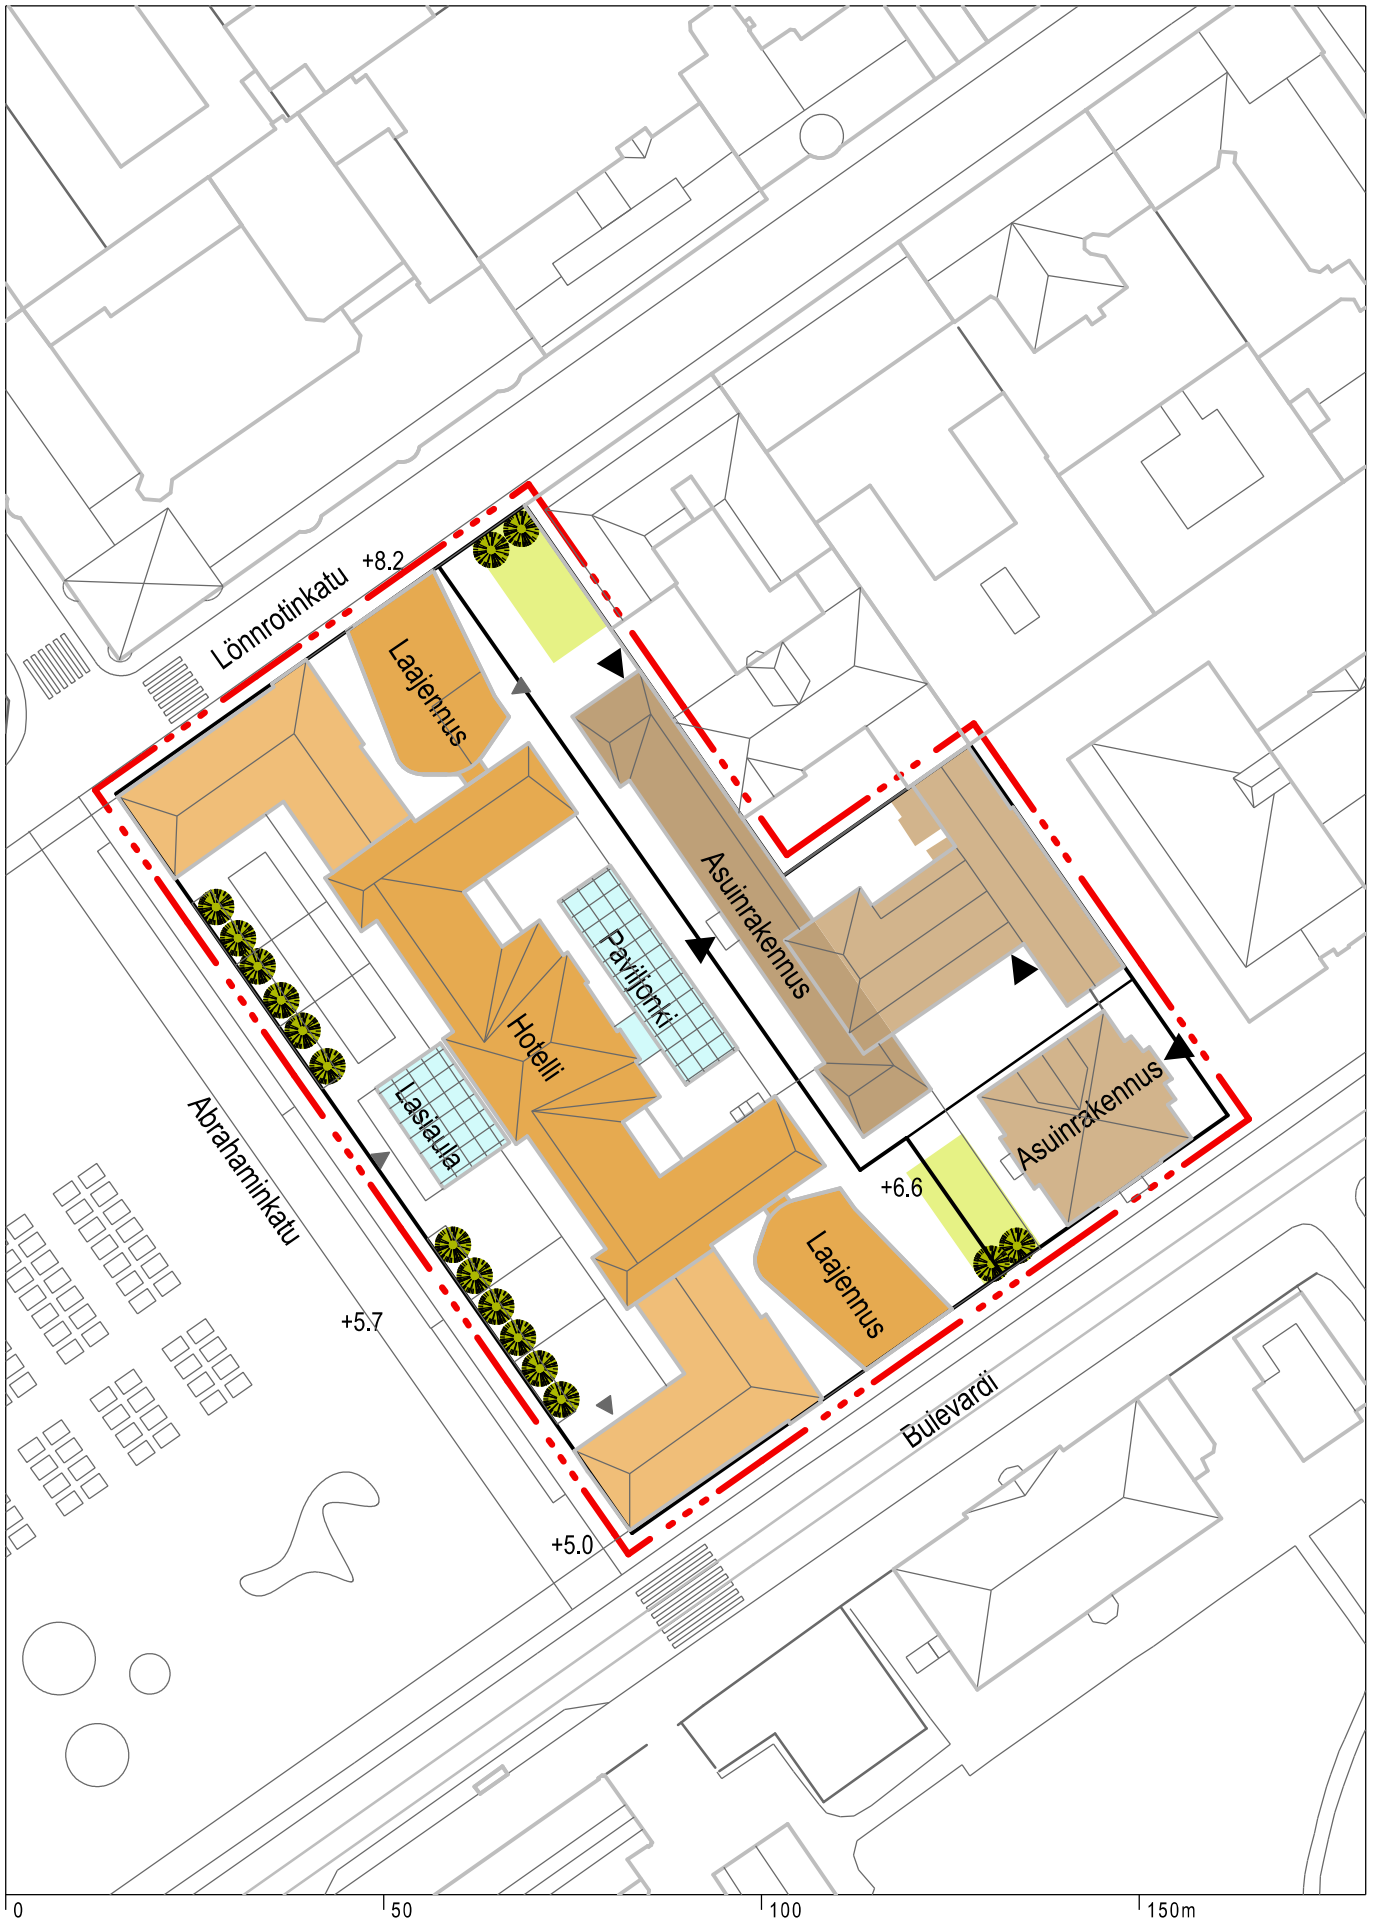 +8.2
Lönnrotinkatu
Laajennus
Asuinrakennus
Paviljonki
Hotelli
Lasiaula
Asuinrakennus
Abrahaminkatu
+6.6
Laajennus
+5.7
Bulevardi
+5.0
0 50 100 150m